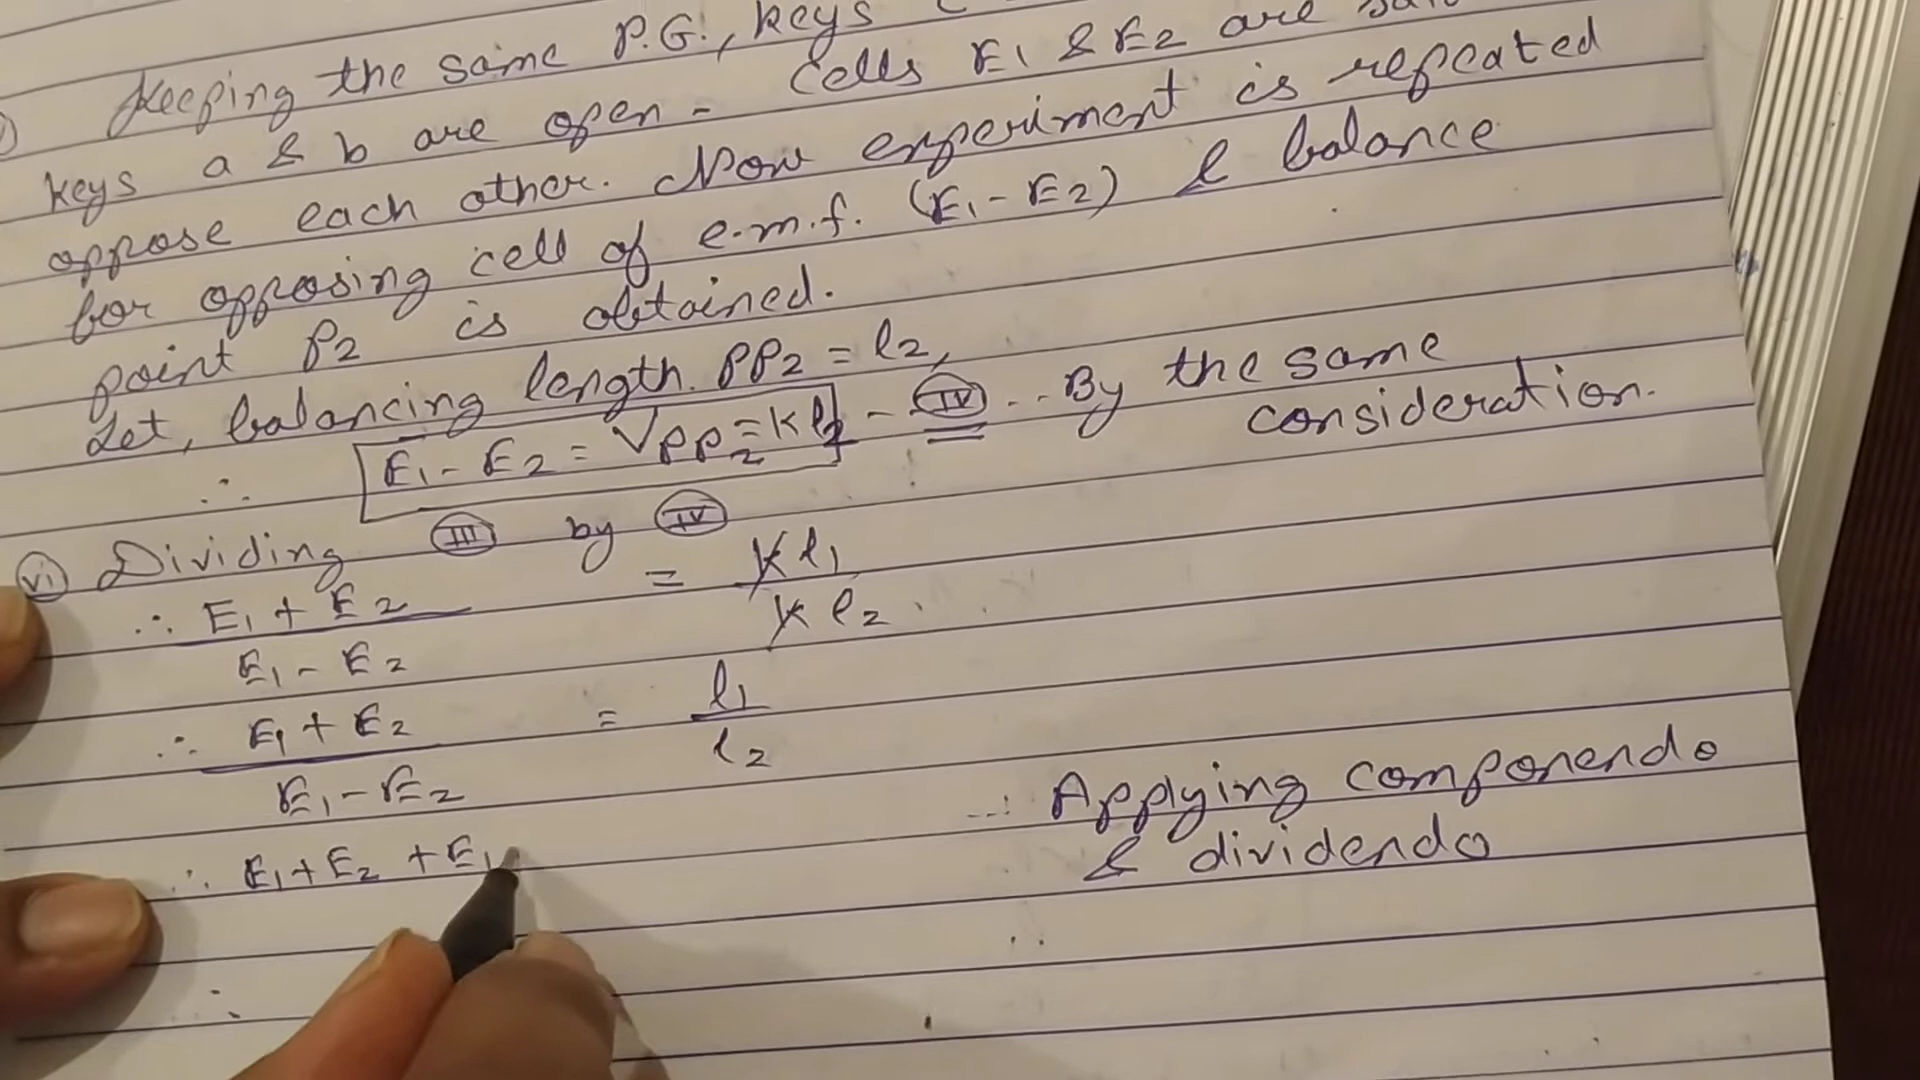 Keeping the same P.G., keys
keys a & b are open - Cells E1 & E2 are
oppose each other. Now experiment is repeated
for opposing cell of e.m.f. (E1 - E2) & balance
point P2 is obtained.
Let, balancing length PP2 = l2,
∴ E1 - E2 = VPP2 = Kl2 - IV ... By the same
consideration.
vi) Dividing III by IV
∴ E1 + E2 / E1 - E2 = Kl1 / Kl2
∴ E1 + E2 / E1 - E2 = l1 / l2
... Applying componendo
& dividendo
∴ E1 + E2 + E1
∴